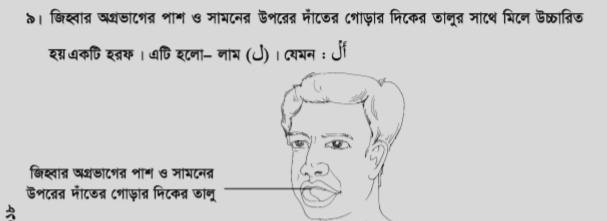 ৯। জিহ্বার অগ্রভাগের পাশ ও সামনের উপরের দাঁতের গোড়ার দিকের তালুর সাথে মিলে উচ্চারিত
হয় একটি হরফ। এটি হলো– লাম (ل)। যেমন : أَلْ
জিহ্বার অগ্রভাগের পাশ ও সামনের
উপরের দাঁতের গোড়ার দিকের তালু